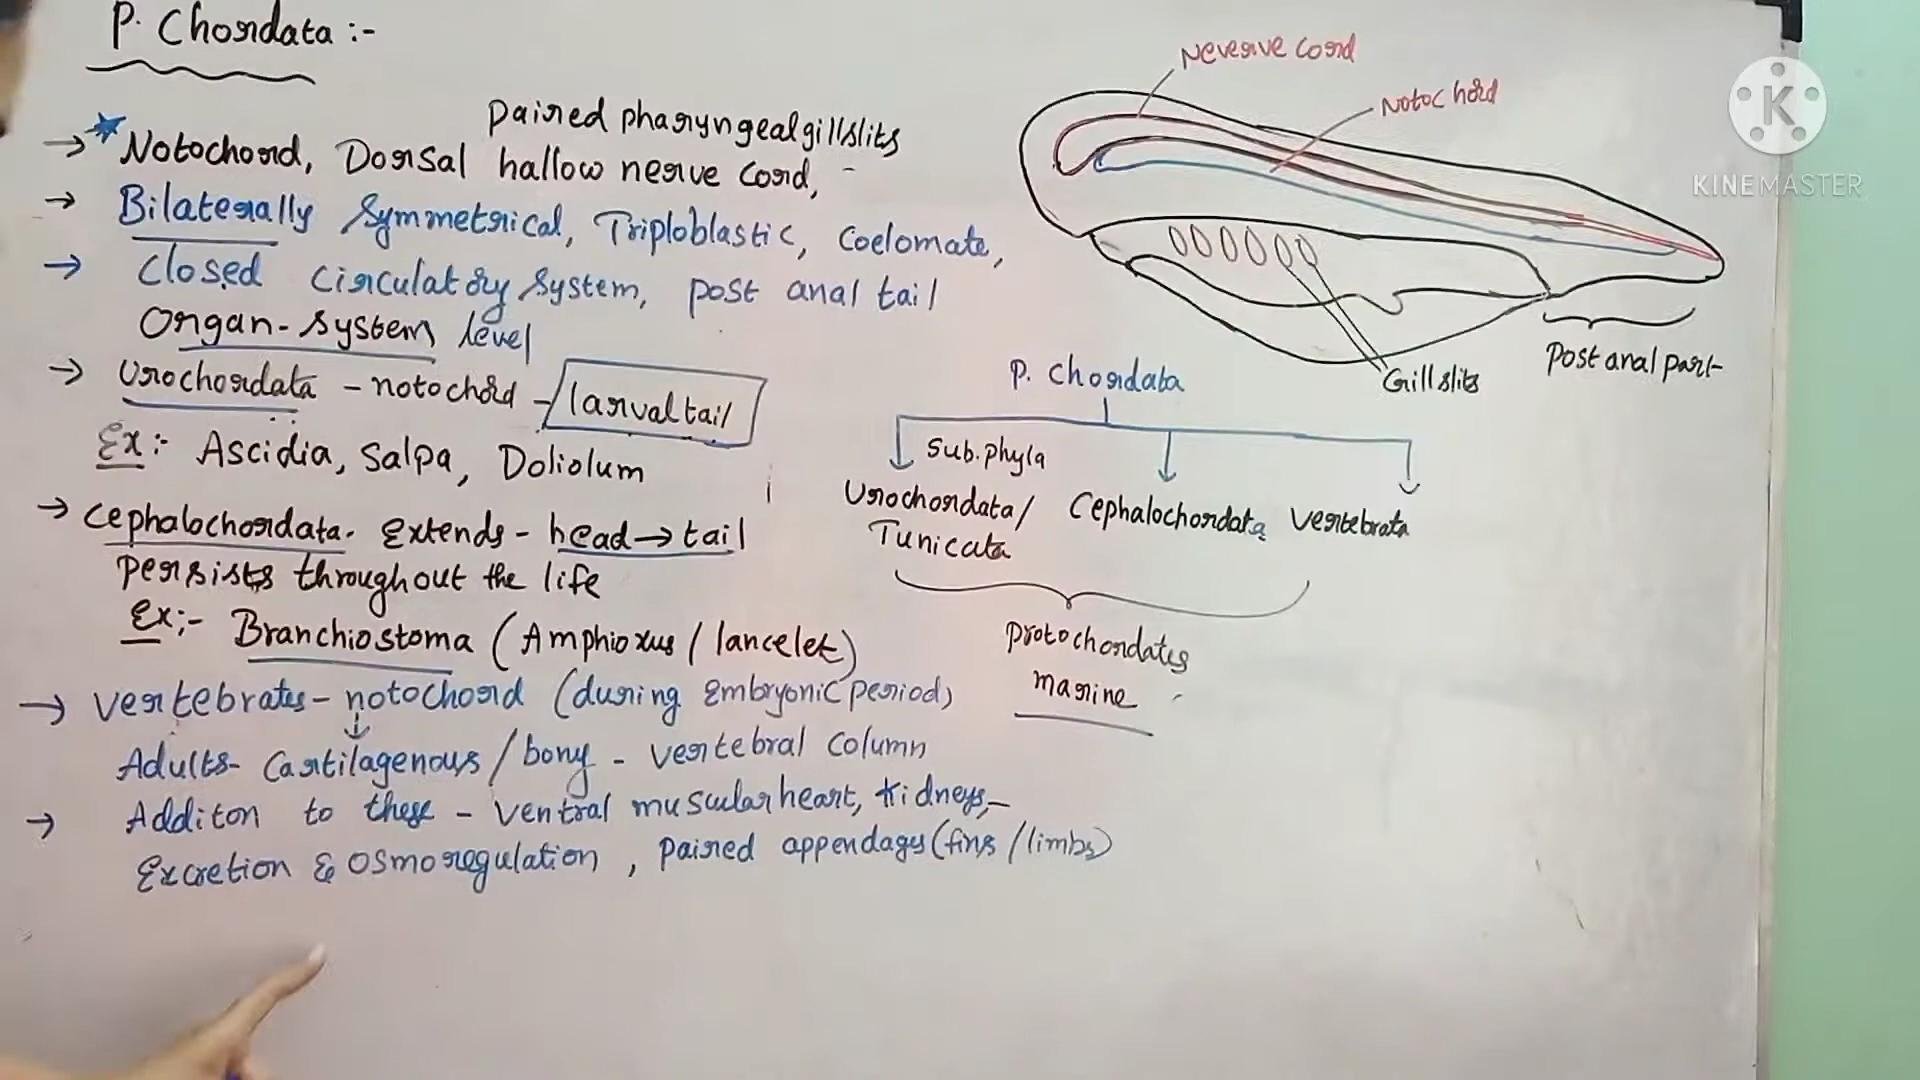 P. Chordata :-
Paired pharyngealgillslits
→ Notochord, Dorsal hallow nerve cord, -
→ Bilaterally symmetrical, Triploblastic, Coelomate,
→ Closed Circulatory System, post anal tail
Organ-system level
→ Urochordata - notochord - larval tail
Ex:- Ascidia, Salpa, Doliolum
→ Cephalochordata. Extends - head → tail
Persists throughout the life
Ex:- Branchiostoma (Amphioxus / lancelet)
→ Vertebrates - notochord (during Embryonic period)
Adults - Cartilagenous / bony - vertebral column
→ Additon to these - ventral muscular heart, kidneys, -
Excretion & Osmoregulation, Paired appendages (fins / limbs)
Neverve Cord
Notochord
Gill slits
Post anal part
P. Chordata
Sub. phyla
Urochordata/ Cephalochordata Vertebrata
Tunicata
Protochordates
marine
K
KINEMASTER